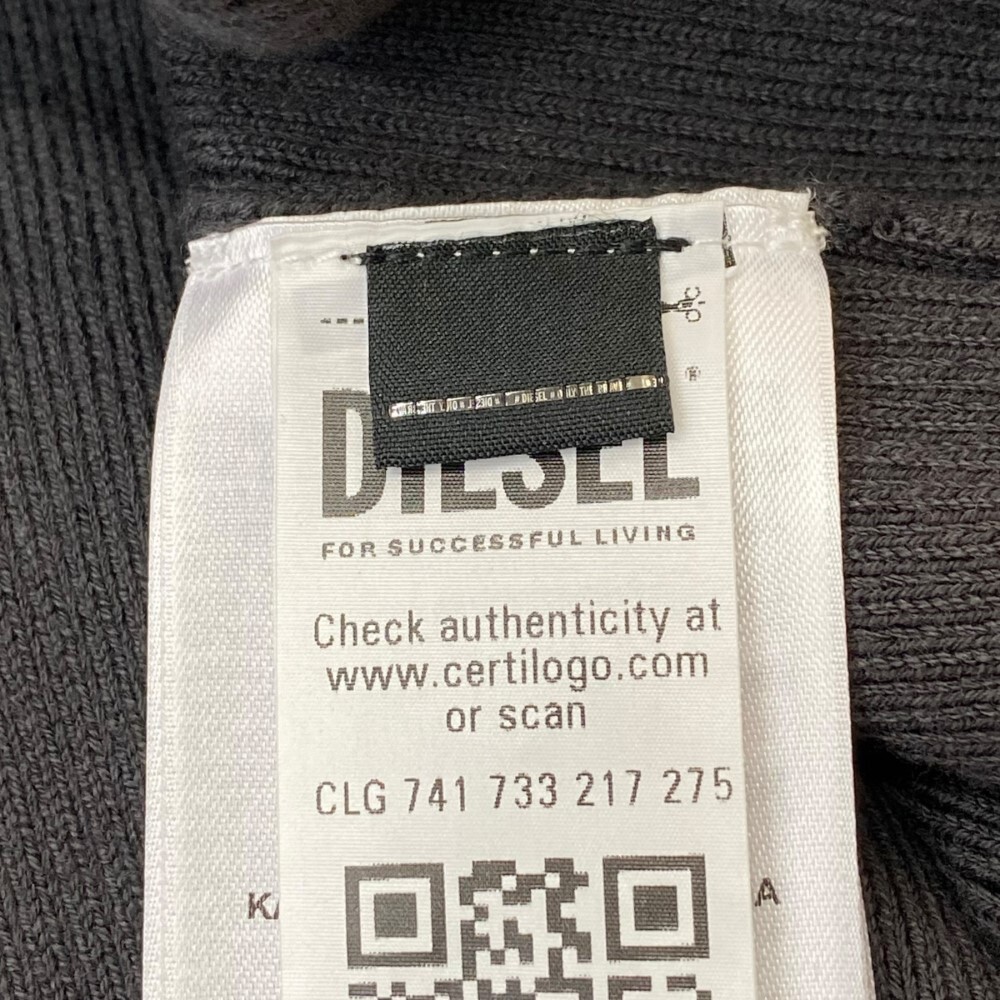 DIESEL
FOR SUCCESSFUL LIVING
Check authenticity at
www.certilogo.com
or scan
CLG 741 733 217 275